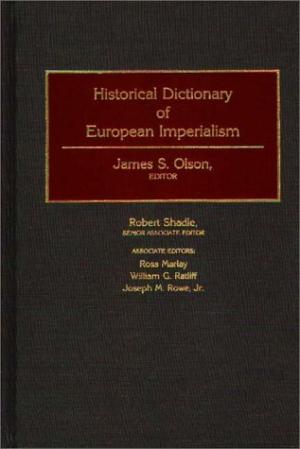 Historical Dictionary
of
European Imperialism
James S. Olson,
EDITOR
Robert Shadle,
SENIOR ASSOCIATE EDITOR
ASSOCIATE EDITORS:
Ross Marlay
William G. Ratliff
Joseph M. Rowe, Jr.